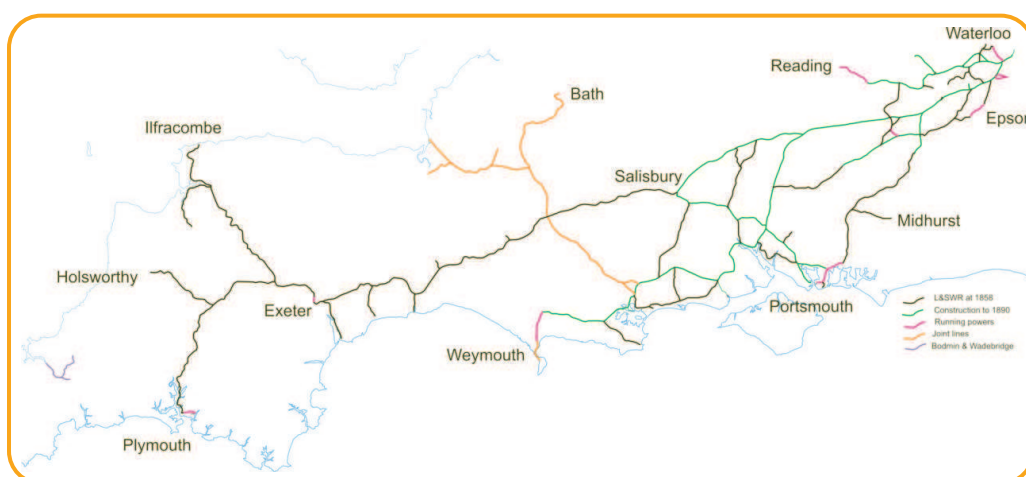 Waterloo
Reading
Bath
Epsom
Ilfracombe
Salisbury
Midhurst
Holsworthy
Exeter
Portsmouth
Weymouth
Plymouth
L&SWR at 1858
Construction to 1890
Running powers
Joint lines
Bodmin & Wadebridge